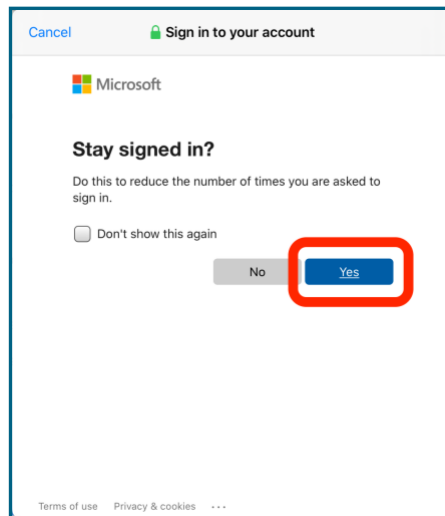 Cancel
Sign in to your account
Microsoft
Stay signed in?
Do this to reduce the number of times you are asked to
sign in.
Don't show this again
No
Yes
Terms of use Privacy & cookies ...